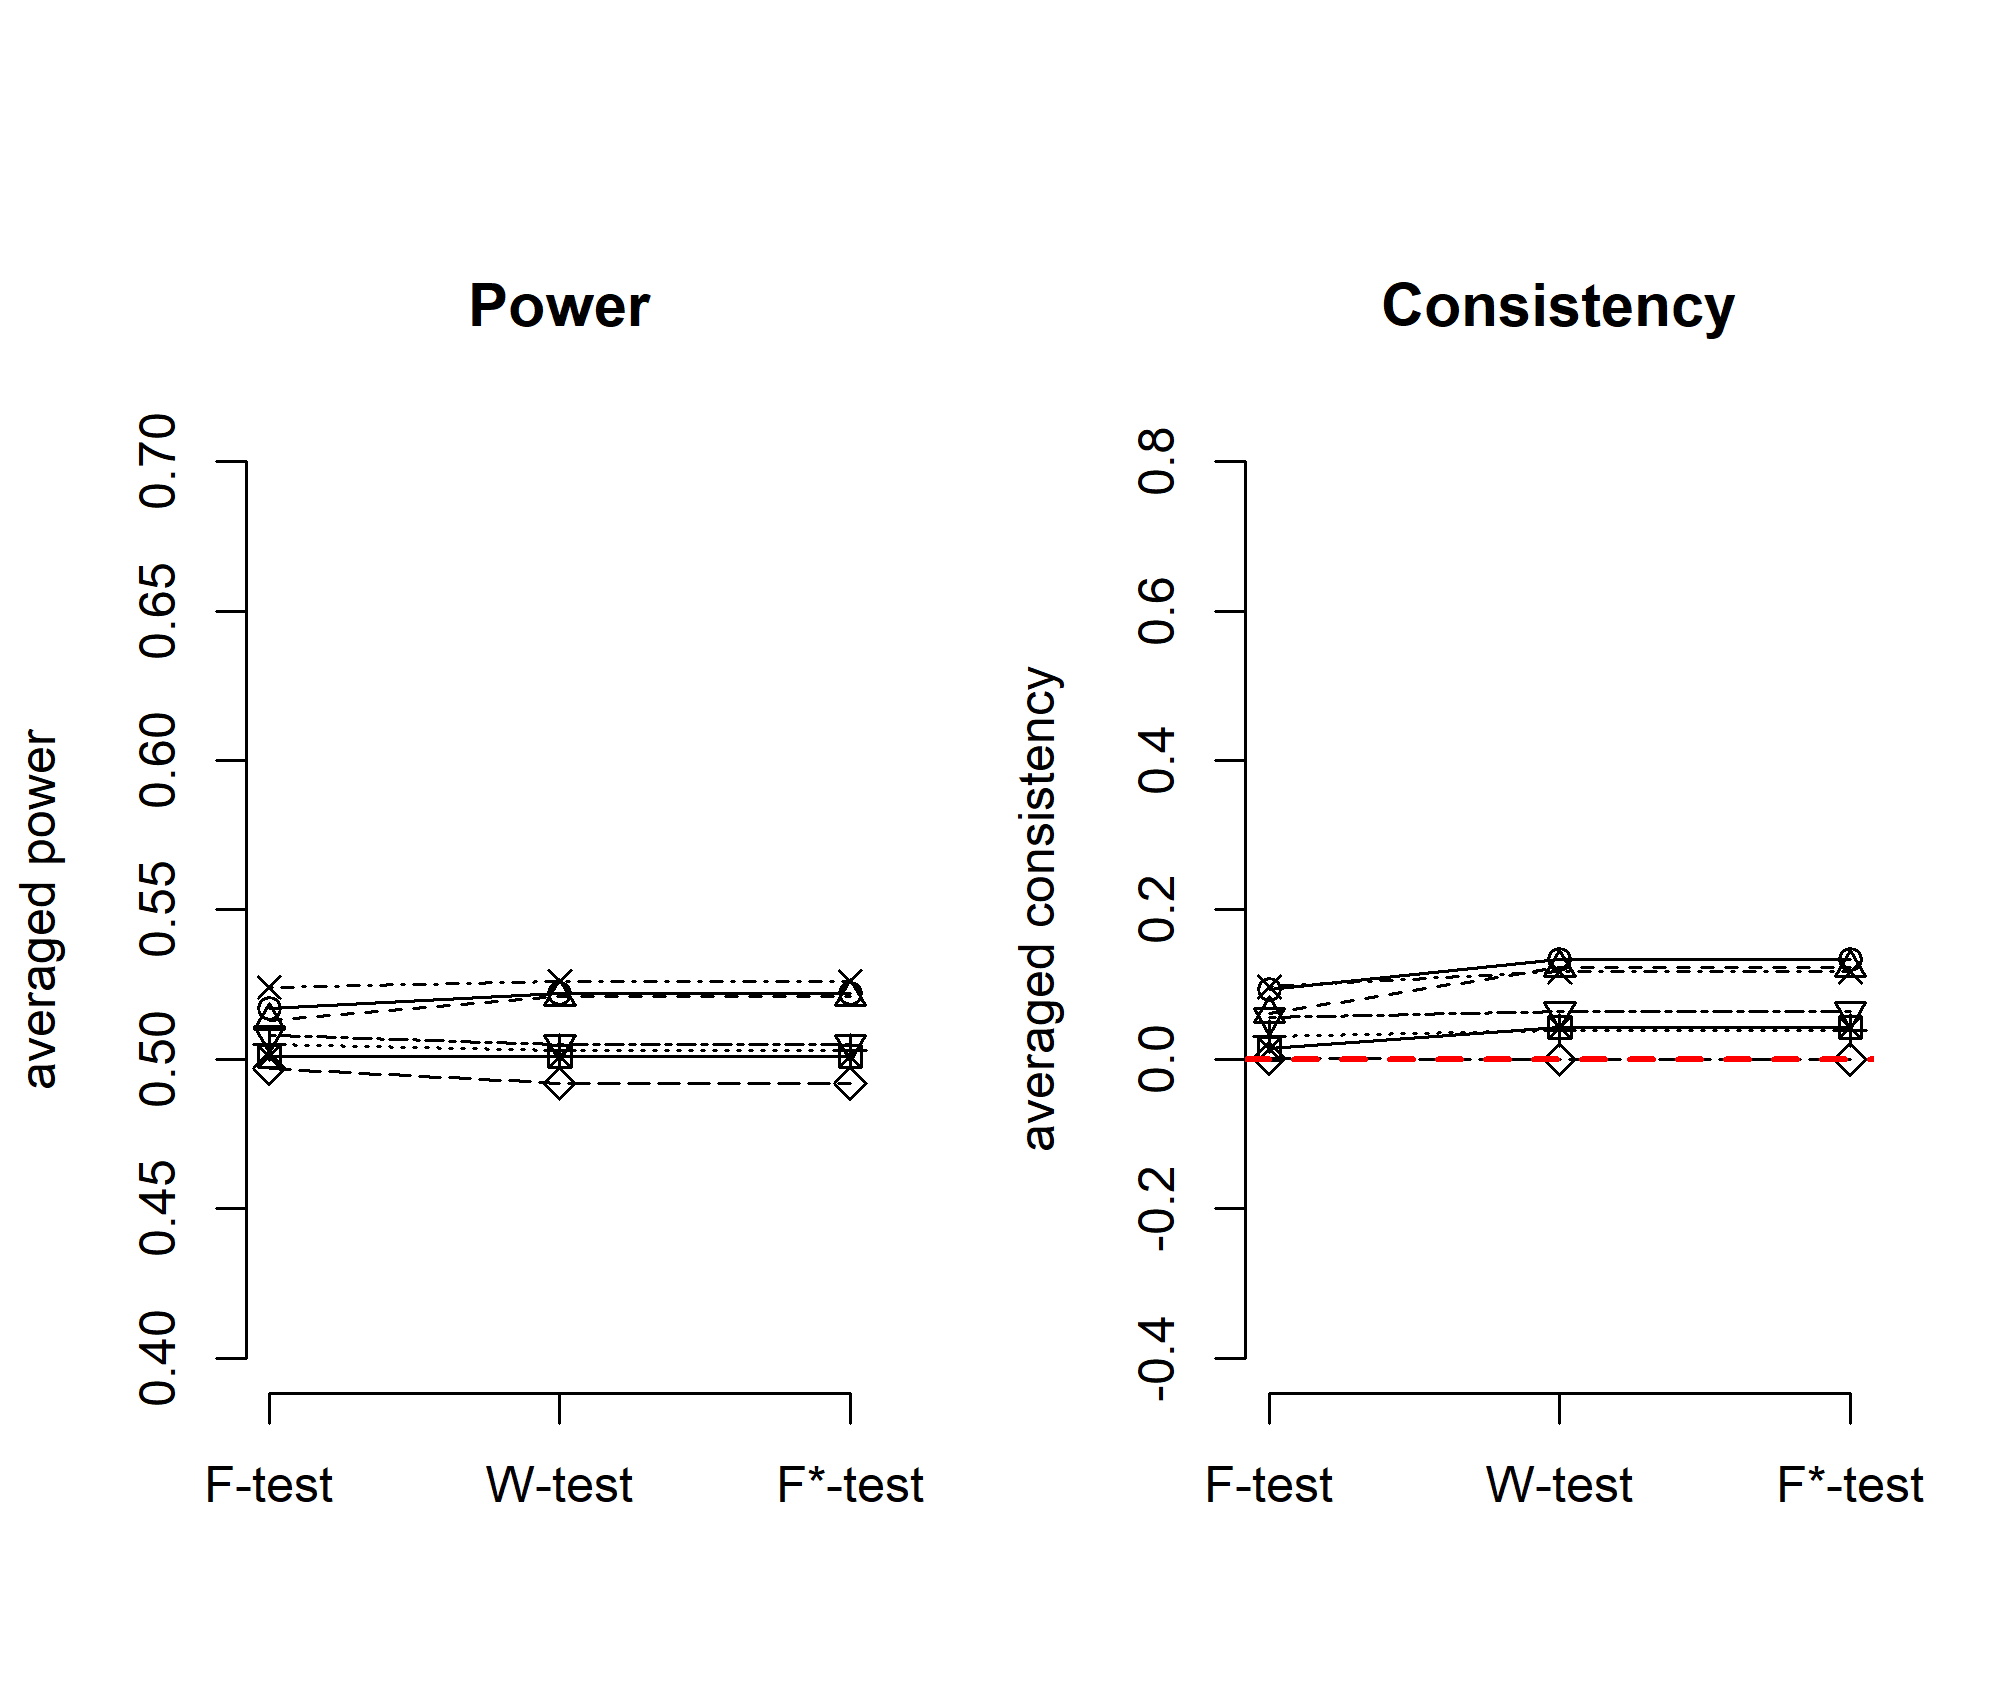 Power
averaged power
0.70
0.65
0.60
0.55
0.50
0.45
0.40
F-test W-test F*-test
Consistency
averaged consistency
0.8
0.6
0.4
0.2
0.0
-0.2
-0.4
F-test W-test F*-test